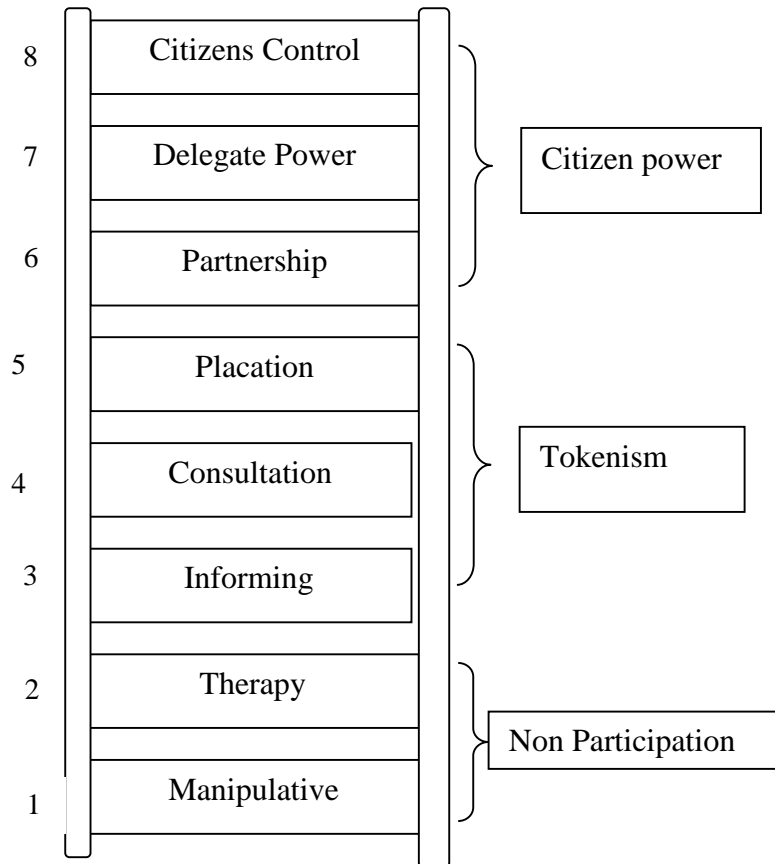 8 Citizens Control
7 Delegate Power
Citizen power
6 Partnership
5 Placation
4 Consultation
Tokenism
3 Informing
2 Therapy
Non Participation
1 Manipulative